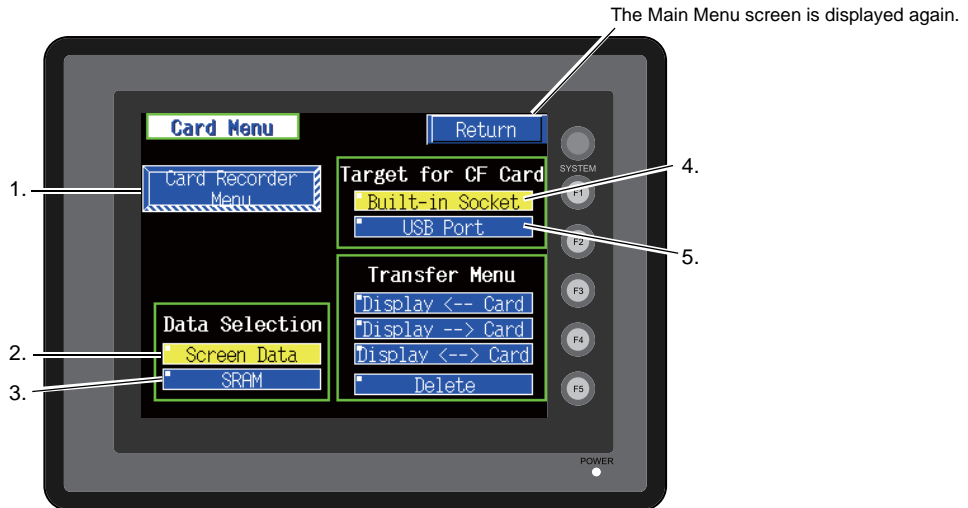 The Main Menu screen is displayed again.
Card Menu
Return
1.
Card Recorder
Menu
Target for CF Card
4.
Built-in Socket
USB Port
5.
SYSTEM
F1
F2
F3
F4
F5
Transfer Menu
Display <-- Card
Display --> Card
Display <--> Card
Delete
Data Selection
2.
Screen Data
3.
SRAM
POWER